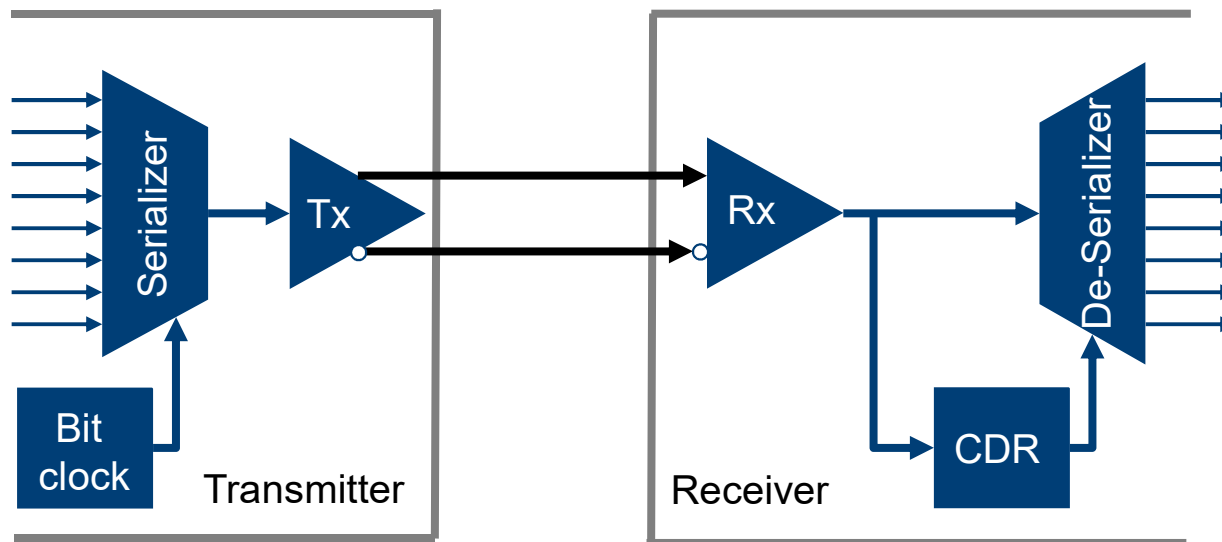 Serializer
Tx
Bit
clock
Transmitter
Rx
De-Serializer
CDR
Receiver